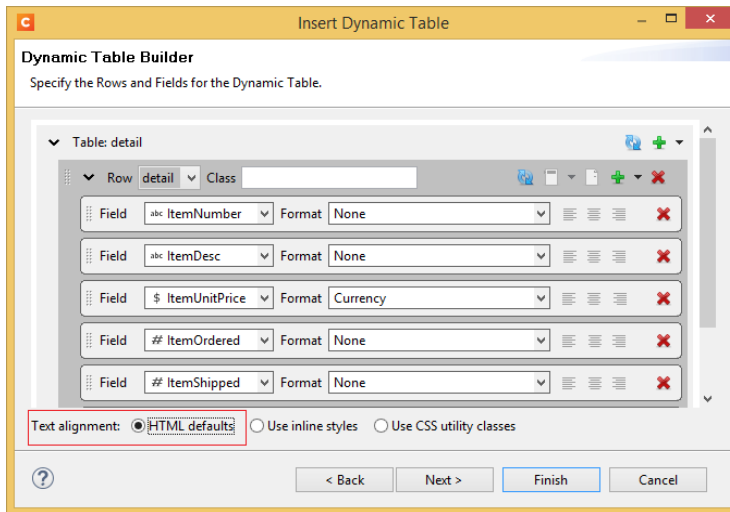 C Insert Dynamic Table
Dynamic Table Builder
Specify the Rows and Fields for the Dynamic Table.
Table: detail
Row detail Class
Field abc ItemNumber Format None
Field abc ItemDesc Format None
Field $ ItemUnitPrice Format Currency
Field # ItemOrdered Format None
Field # ItemShipped Format None
Text alignment: HTML defaults Use inline styles Use CSS utility classes
? < Back Next > Finish Cancel